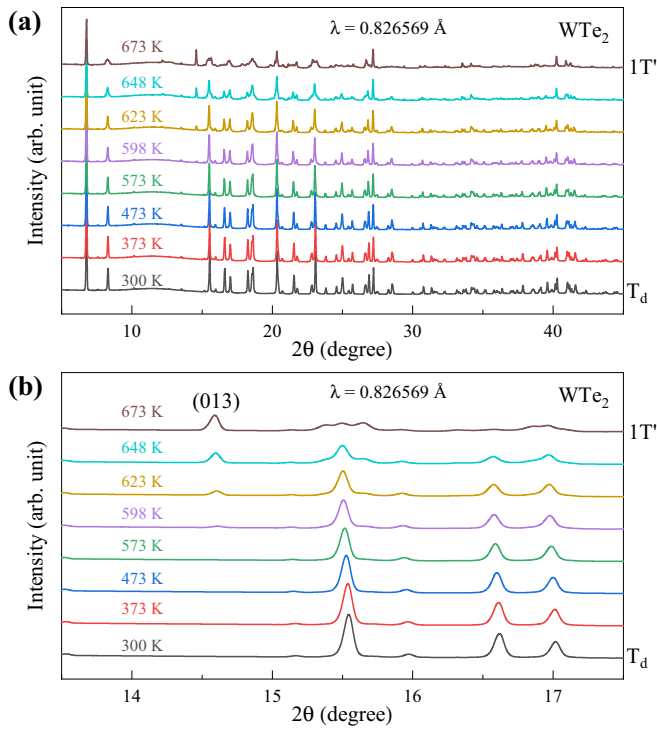 (a)
λ = 0.826569 Å
WTe₂
673 K
1T'
648 K
623 K
598 K
573 K
473 K
373 K
300 K
T_d
Intensity (arb. unit)
10 20 30 40
2θ (degree)
(b)
(013)
λ = 0.826569 Å
WTe₂
673 K
1T'
648 K
623 K
598 K
573 K
473 K
373 K
300 K
T_d
Intensity (arb. unit)
14 15 16 17
2θ (degree)